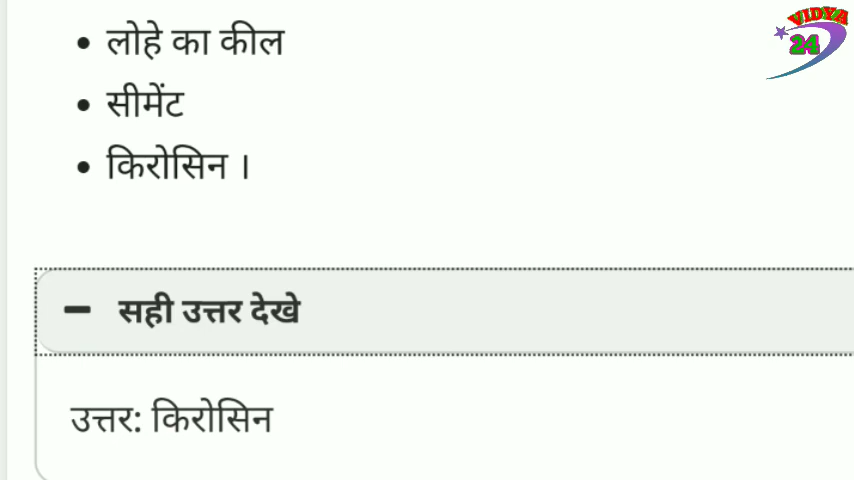 VIDYA
24
लोहे का कील
सीमेंट
किरोसिन ।
सही उत्तर देखे
उत्तर: किरोसिन